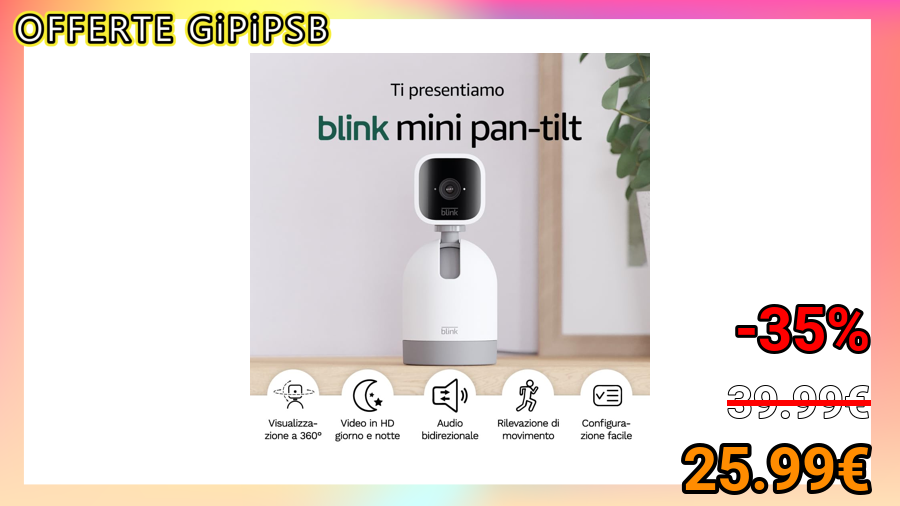 OFFERTE GiPiPSB
Ti presentiamo
blink mini pan-tilt
blink
blink
Visualizza-
zione a 360°
Video in HD
giorno e notte
Audio
bidirezionale
Rilevazione di
movimento
Configura-
zione facile
-35%
39.99€
25.99€